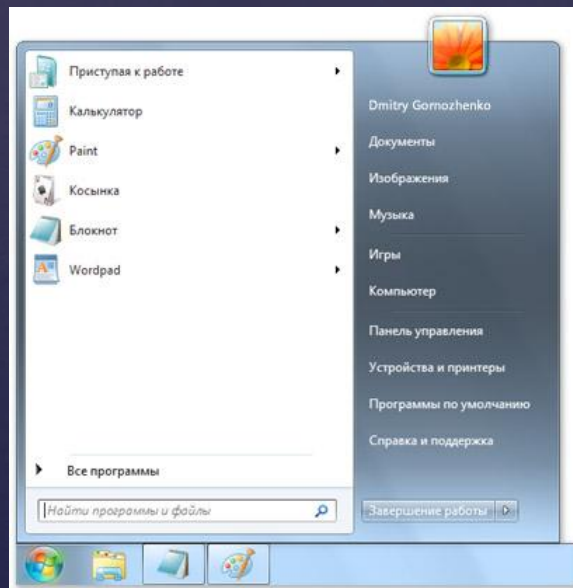 Приступая к работе
Калькулятор
Paint
Косынка
Блокнот
Wordpad
Все программы
Найти программы и файлы
Dmitry Gornozhenko
Документы
Изображения
Музыка
Игры
Компьютер
Панель управления
Устройства и принтеры
Программы по умолчанию
Справка и поддержка
Завершение работы